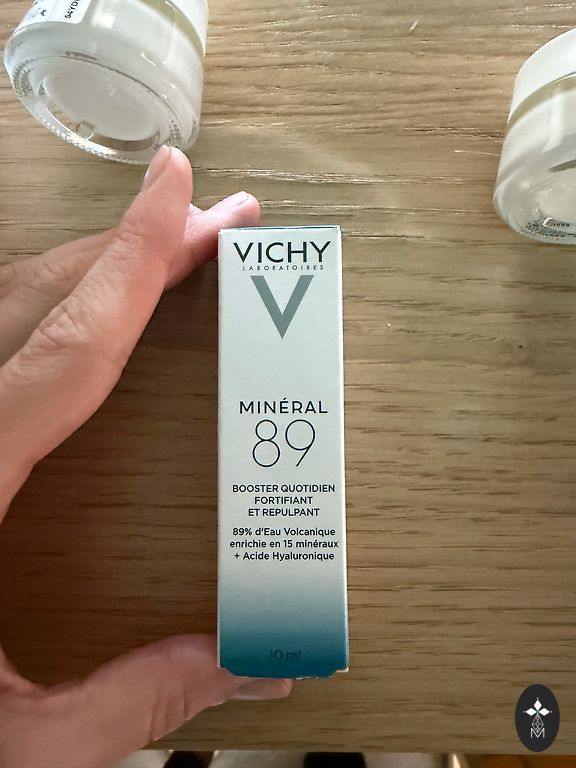 VICHY
LABORATOIRES
MINÉRAL
89
BOOSTER QUOTIDIEN
FORTIFIANT
ET REPULPANT
89% d'Eau Volcanique
enrichie en 15 minéraux
+ Acide Hyaluronique
10 ml